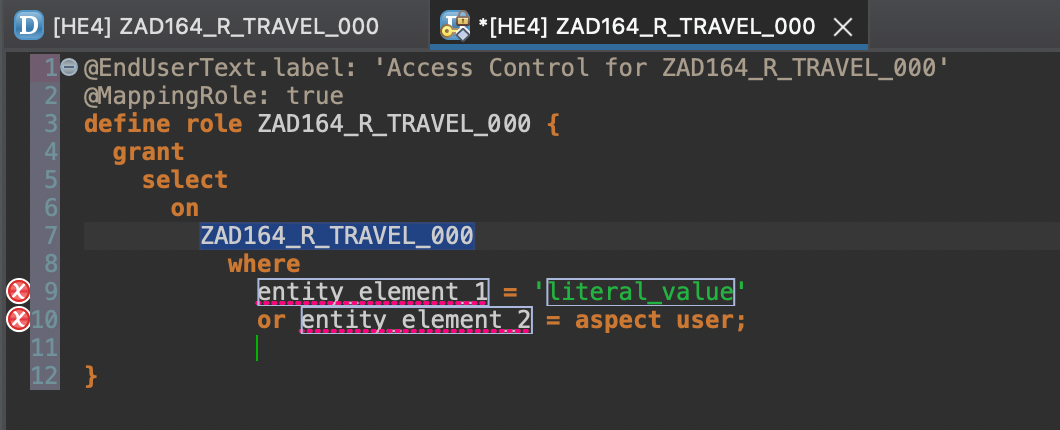 [HE4] ZAD164_R_TRAVEL_000
*[HE4] ZAD164_R_TRAVEL_000
1 @EndUserText.label: 'Access Control for ZAD164_R_TRAVEL_000'
2 @MappingRole: true
3 define role ZAD164_R_TRAVEL_000 {
4 grant
5 select
6 on
7 ZAD164_R_TRAVEL_000
8 where
9 entity_element_1 = 'literal_value'
10 or entity_element_2 = aspect user;
11
12 }